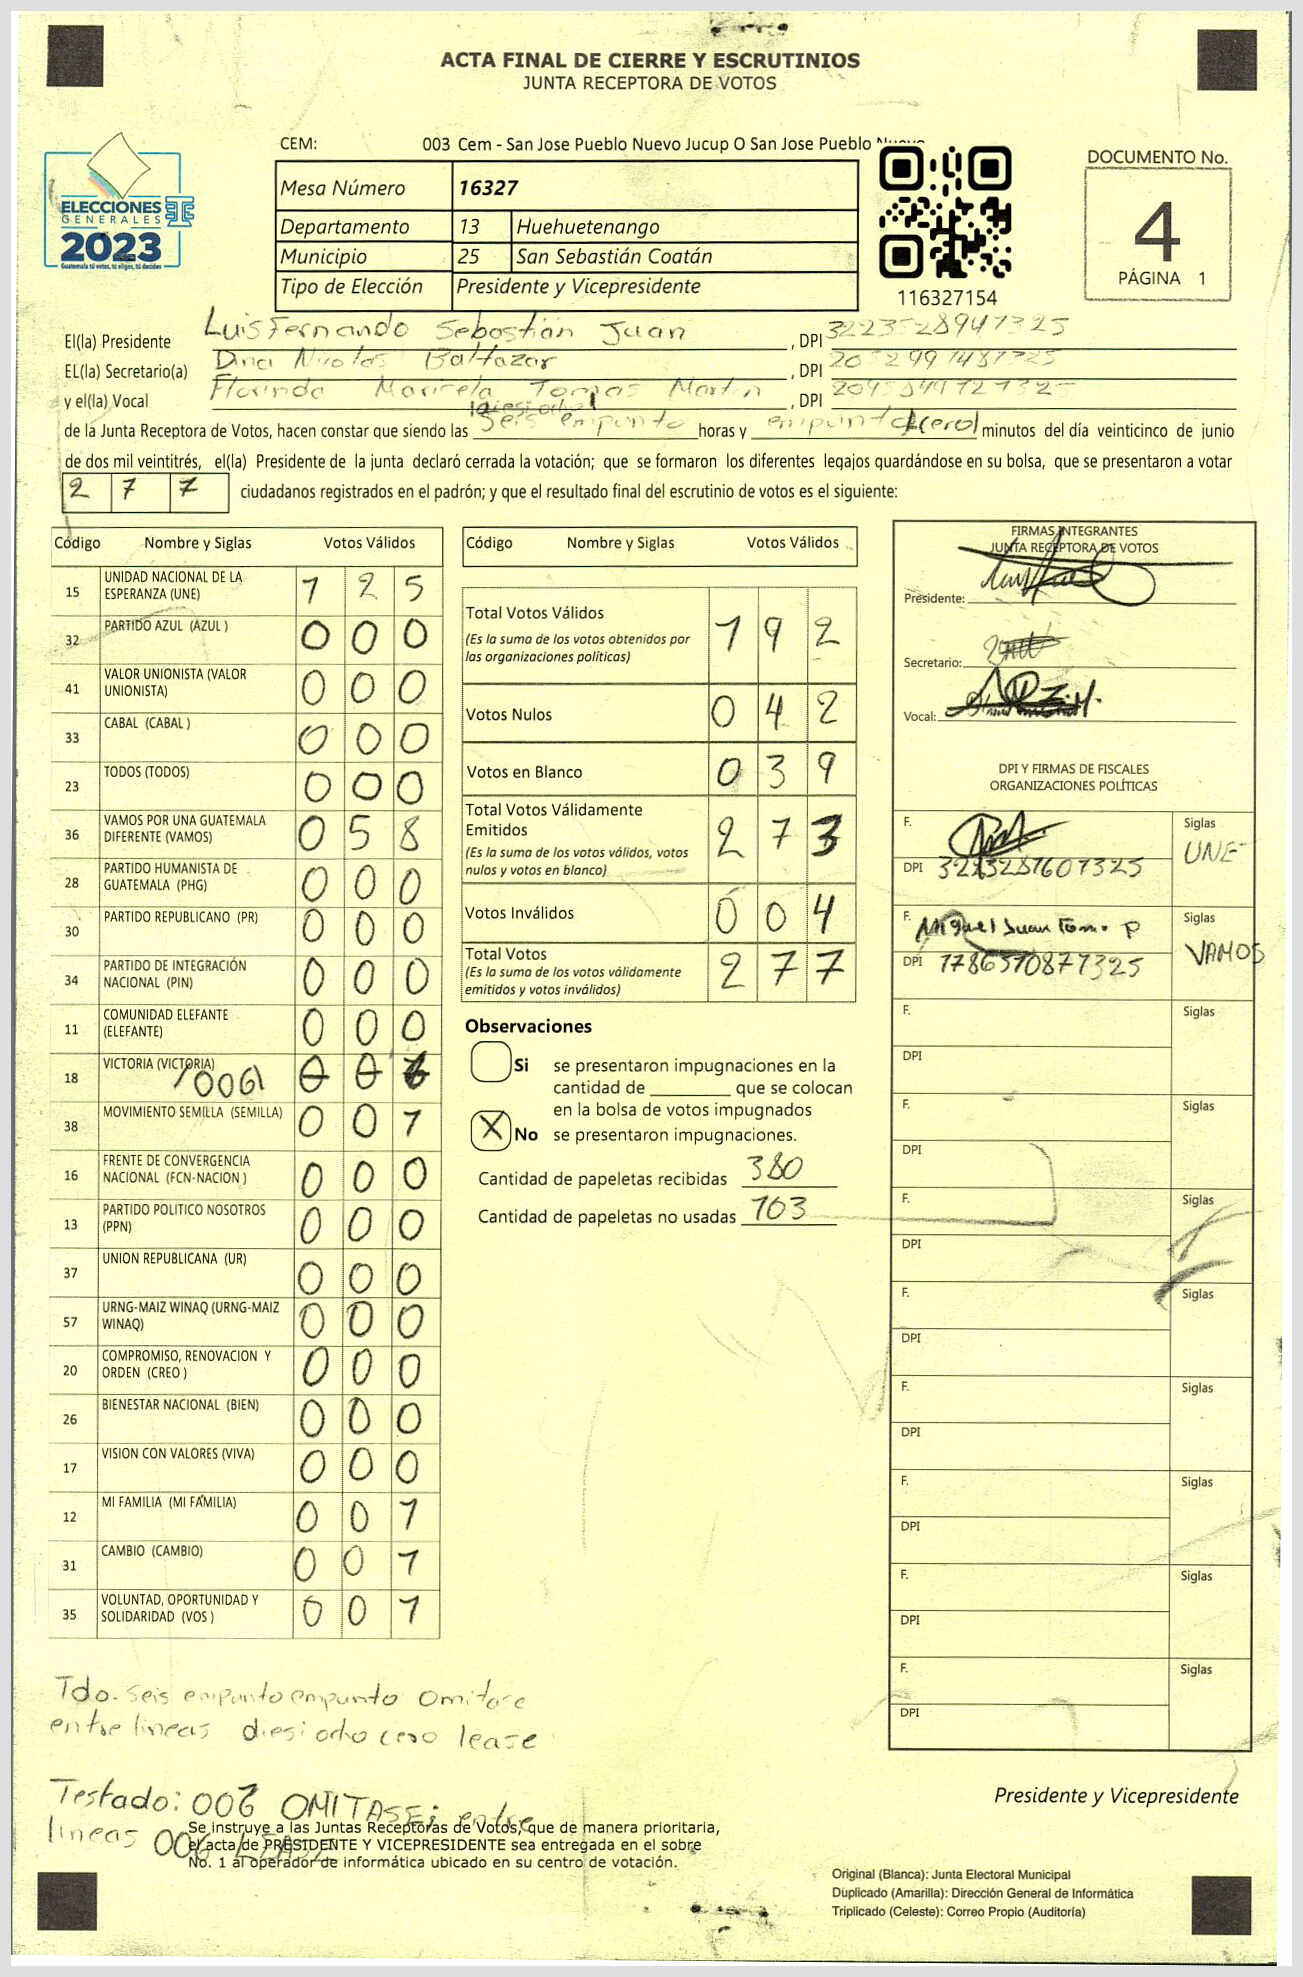 ACTA FINAL DE CIERRE Y ESCRUTINIOS
JUNTA RECEPTORA DE VOTOS
ELECCIONES
GENERALES
2023
Guatemala tú votas, tú eliges, tú decides
CEM: 003 Cem - San Jose Pueblo Nuevo Jucup O San Jose Pueblo Nuevo
Mesa Número 16327
Departamento 13 Huehuetenango
Municipio 25 San Sebastián Coatán
Tipo de Elección Presidente y Vicepresidente
116327154
DOCUMENTO No.
4
PÁGINA 1
El(la) Presidente Luis Fernando Sebastián Juan , DPI 3223528947325
EL(la) Secretario(a) Dina Nicolas Baltazar , DPI
y el(la) Vocal Florinda Maricela Tomas Martin , DPI
de la Junta Receptora de Votos, hacen constar que siendo las seis empunto horas y empunto cero minutos del día veinticinco de junio
de dos mil veintitrés, el(la) Presidente de la junta declaró cerrada la votación; que se formaron los diferentes legajos quardándose en su bolsa, que se presentaron a votar
2 7 7 ciudadanos registrados en el padrón; y que el resultado final del escrutinio de votos es el siguiente:
Código Nombre y Siglas Votos Válidos
15 UNIDAD NACIONAL DE LA ESPERANZA (UNE) 1 2 5
32 PARTIDO AZUL (AZUL ) 0 0 0
41 VALOR UNIONISTA (VALOR UNIONISTA) 0 0 0
33 CABAL (CABAL ) 0 0 0
23 TODOS (TODOS) 0 0 0
36 VAMOS POR UNA GUATEMALA DIFERENTE (VAMOS) 0 5 8
28 PARTIDO HUMANISTA DE GUATEMALA (PHG) 0 0 0
30 PARTIDO REPUBLICANO (PR) 0 0 0
34 PARTIDO DE INTEGRACIÓN NACIONAL (PIN) 0 0 0
11 COMUNIDAD ELEFANTE (ELEFANTE) 0 0 0
18 VICTORIA (VICTORIA) /006/ 0 0 6
38 MOVIMIENTO SEMILLA (SEMILLA) 0 0 1
16 FRENTE DE CONVERGENCIA NACIONAL (FCN-NACION ) 0 0 0
13 PARTIDO POLITICO NOSOTROS (PPN) 0 0 0
37 UNION REPUBLICANA (UR) 0 0 0
57 URNG-MAIZ WINAQ (URNG-MAIZ WINAQ) 0 0 0
20 COMPROMISO, RENOVACION Y ORDEN (CREO ) 0 0 0
26 BIENESTAR NACIONAL (BIEN) 0 0 0
17 VISION CON VALORES (VIVA) 0 0 0
12 MI FAMILIA (MI FAMILIA) 0 0 1
31 CAMBIO (CAMBIO) 0 0 1
35 VOLUNTAD, OPORTUNIDAD Y SOLIDARIDAD (VOS ) 0 0 1
Código Nombre y Siglas Votos Válidos
Total Votos Válidos 1 9 2
(Es la suma de los votos obtenidos por
las organizaciones políticas)
Votos Nulos 0 4 2
Votos en Blanco 0 3 9
Total Votos Válidamente
Emitidos 2 7 3
(Es la suma de los votos válidos, votos
nulos y votos en blanco)
Votos Inválidos 0 0 4
Total Votos 2 7 7
(Es la suma de los votos válidamente
emitidos y votos inválidos)
Observaciones
Si se presentaron impugnaciones en la
cantidad de ________ que se colocan
en la bolsa de votos impugnados
X No se presentaron impugnaciones.
Cantidad de papeletas recibidas 380
Cantidad de papeletas no usadas 103
FIRMAS INTEGRANTES
JUNTA RECEPTORA DE VOTOS
Presidente:
Secretario:
Vocal:
DPI Y FIRMAS DE FISCALES
ORGANIZACIONES POLÍTICAS
F. Siglas
UNE
DPI 3223281607325
F. Miguel Juan Tomas P Siglas
VAMOS
DPI 1786570877325
F. Siglas
DPI
F. Siglas
DPI
F. Siglas
DPI
F. Siglas
DPI
F. Siglas
DPI
F. Siglas
DPI
F. Siglas
DPI
F. Siglas
DPI
Tdo. Seis empunto empunto Omitase
entre lineas diesiocho cero lease
Testado: 006 OMITASE; entre
lineas 006 LEASE
Se instruye a las Juntas Receptoras de Votos, que de manera prioritaria,
el acta de PRESIDENTE Y VICEPRESIDENTE sea entregada en el sobre
No. 1 al operador de informática ubicado en su centro de votación.
Presidente y Vicepresidente
Original (Blanca): Junta Electoral Municipal
Duplicado (Amarilla): Dirección General de Informática
Triplicado (Celeste): Correo Propio (Auditoría)